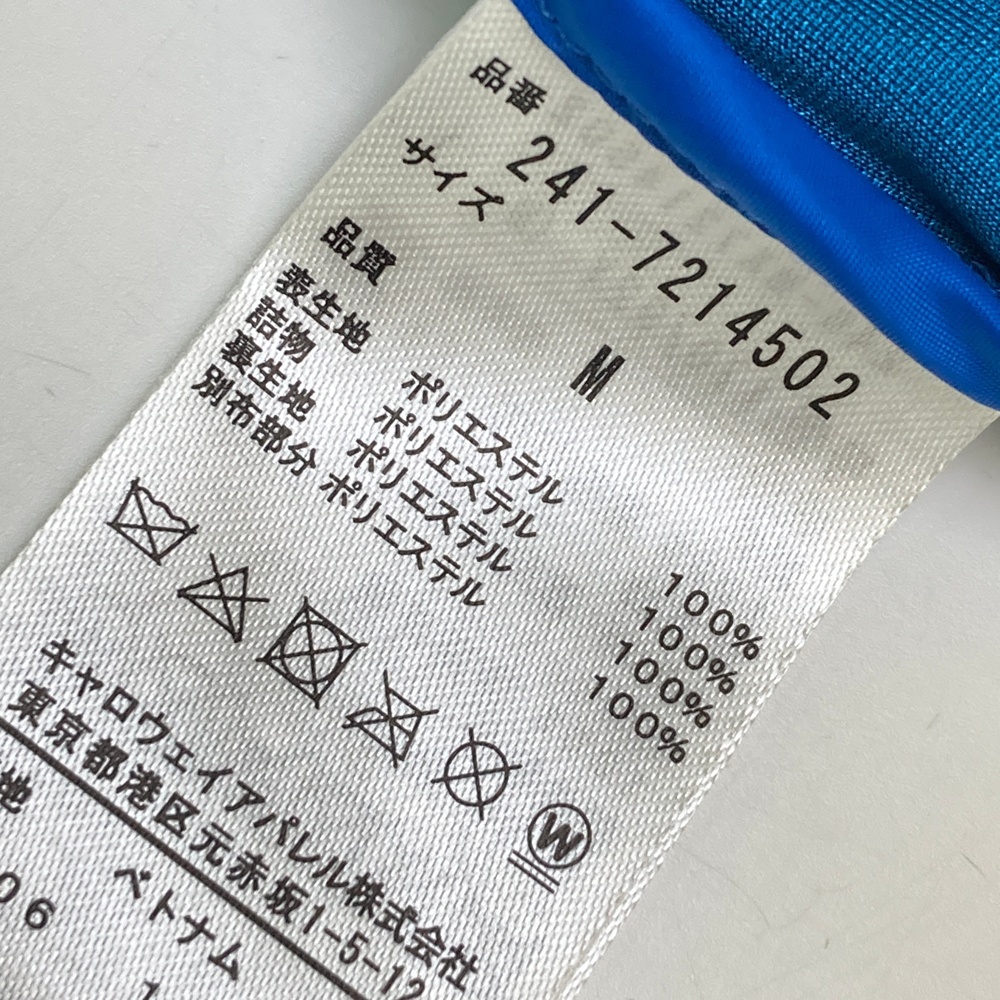 品番 241-7214502
サイズ M
品質
表生地 ポリエステル 100%
詰物 ポリエステル 100%
裏生地 ポリエステル 100%
別布部分 ポリエステル 100%
W
キャロウェイアパレル株式会社
東京都港区元赤坂1-5-12
地 ベトナム
06